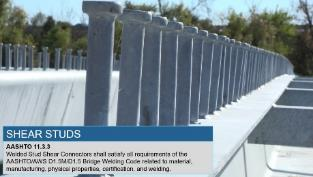 SHEAR STUDS
AASHTO 11.3.3
Welded Stud Shear Connectors shall satisfy all requirements of the
AASHTO/AWS D1.5M/D1.5 Bridge Welding Code related to material,
manufacturing, physical properties, certification, and welding.